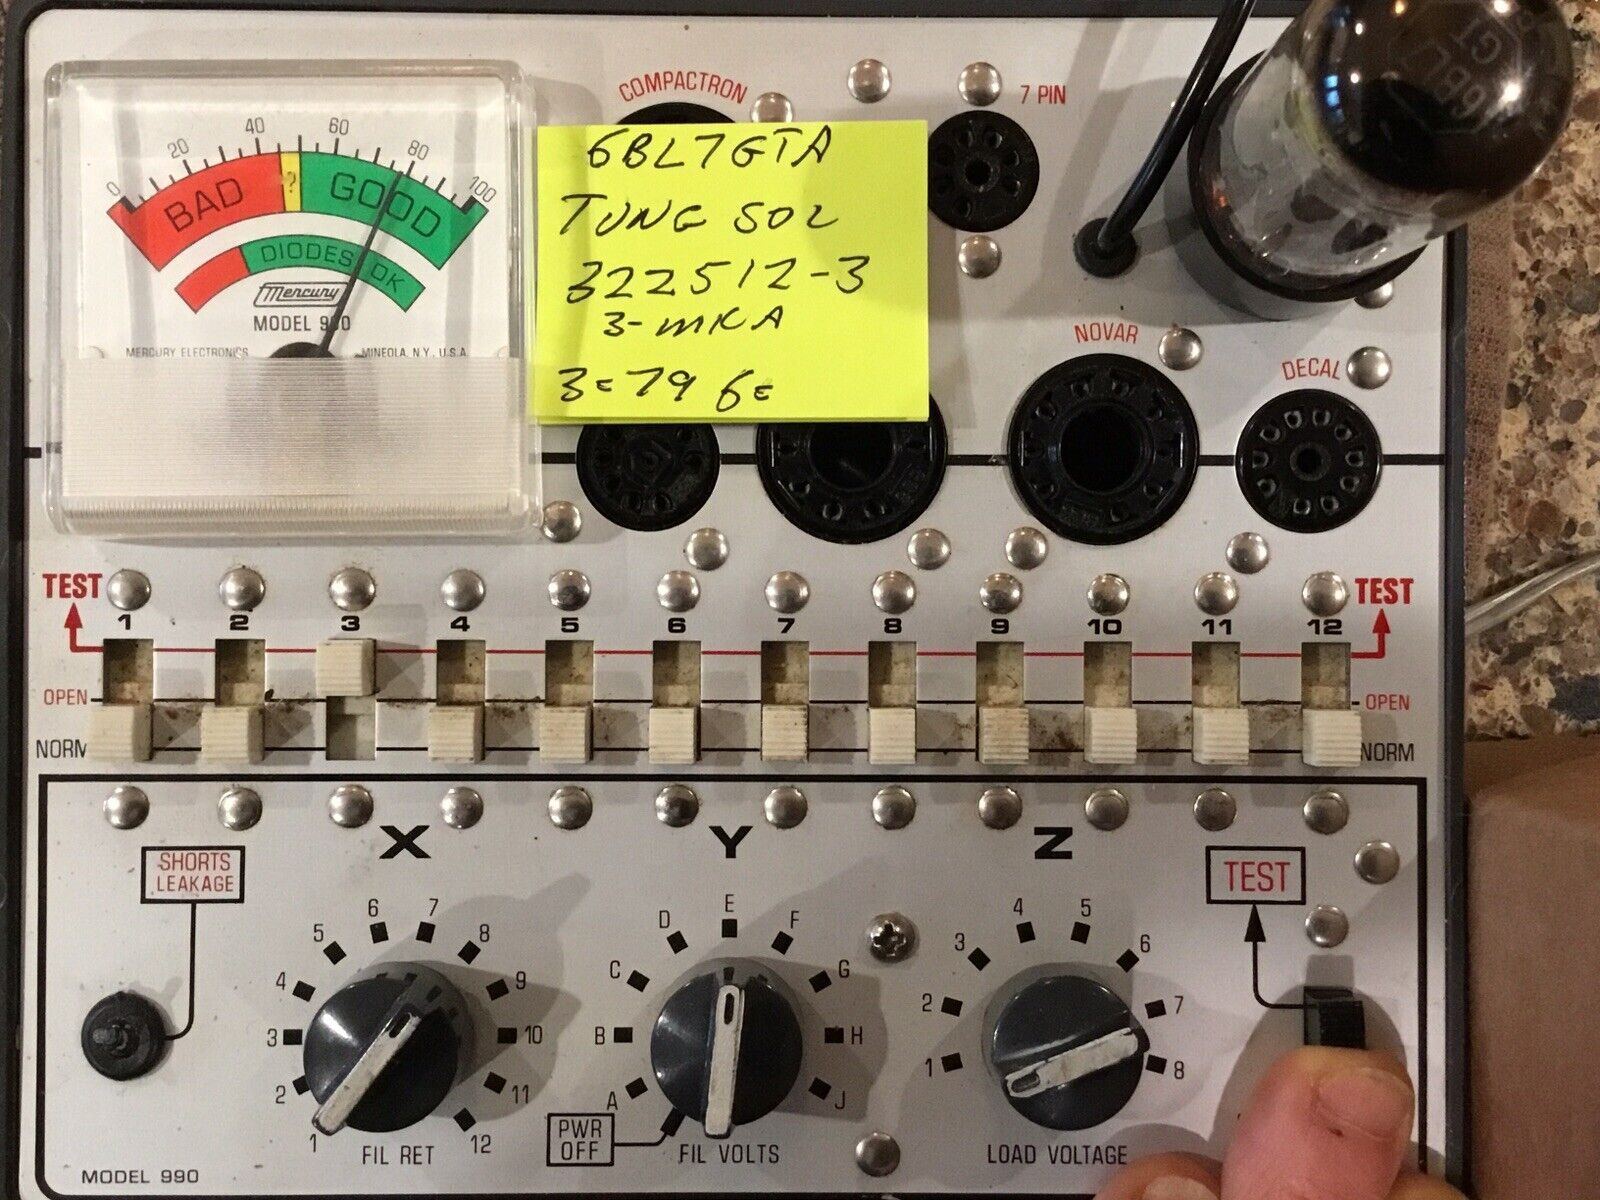 COMPACTRON
7 PIN
6BL7
GT
0 20 40 60 80 100
BAD ? GOOD
DIODES OK
Mercury
MODEL 990
MERCURY ELECTRONICS MINEOLA, N.Y., U.S.A.
6BL7GTA
TUNG SOL
322512-3
3-MKA
3=79 6=
NOVAR
DECAL
TEST TEST
1 2 3 4 5 6 7 8 9 10 11 12
OPEN OPEN
NORM NORM
X Y Z
SHORTS
LEAKAGE
TEST
1 2 3 4 5 6 7 8 9 10 11 12
FIL RET
A B C D E F G H J
PWR
OFF
FIL VOLTS
1 2 3 4 5 6 7 8
LOAD VOLTAGE
MODEL 990